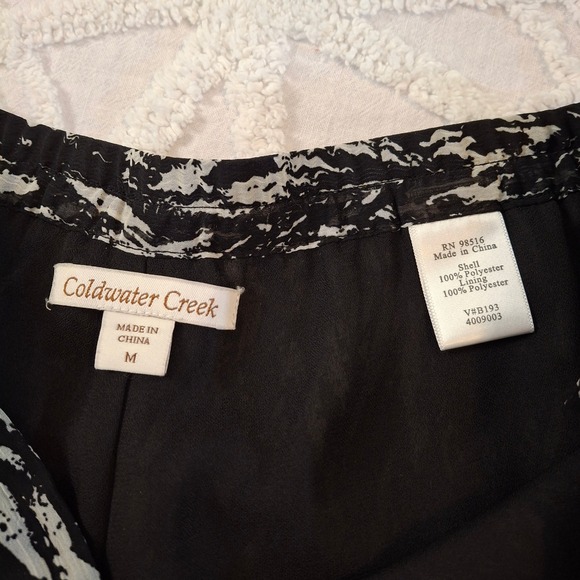 Coldwater Creek
MADE IN
CHINA
M
RN 98516
Made in China
Shell
100% Polyester
Lining
100% Polyester
V#B193
4009003